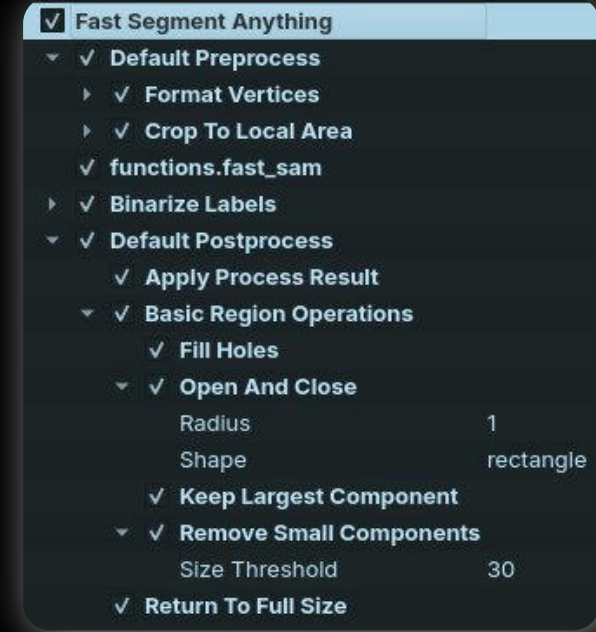 Fast Segment Anything
Default Preprocess
Format Vertices
Crop To Local Area
functions.fast_sam
Binarize Labels
Default Postprocess
Apply Process Result
Basic Region Operations
Fill Holes
Open And Close
Radius 1
Shape rectangle
Keep Largest Component
Remove Small Components
Size Threshold 30
Return To Full Size